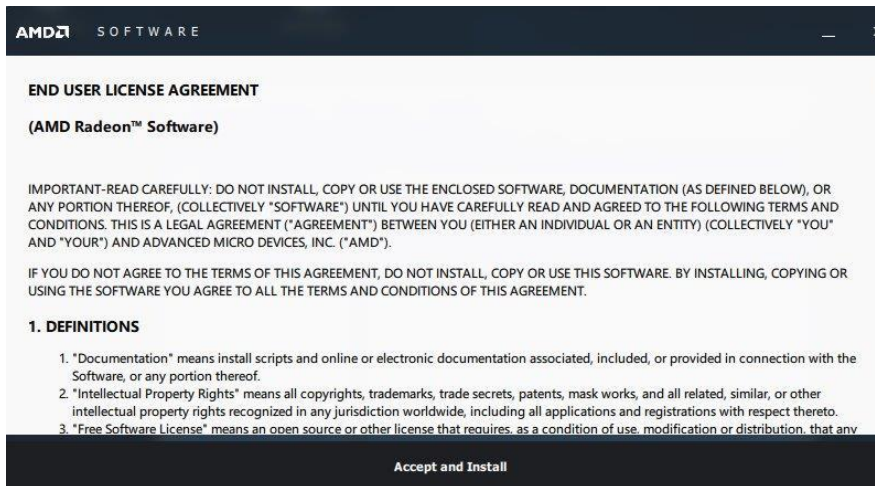 AMD SOFTWARE
END USER LICENSE AGREEMENT
(AMD Radeon™ Software)
IMPORTANT-READ CAREFULLY: DO NOT INSTALL, COPY OR USE THE ENCLOSED SOFTWARE, DOCUMENTATION (AS DEFINED BELOW), OR
ANY PORTION THEREOF, (COLLECTIVELY "SOFTWARE") UNTIL YOU HAVE CAREFULLY READ AND AGREED TO THE FOLLOWING TERMS AND
CONDITIONS. THIS IS A LEGAL AGREEMENT ("AGREEMENT") BETWEEN YOU (EITHER AN INDIVIDUAL OR AN ENTITY) (COLLECTIVELY "YOU"
AND "YOUR") AND ADVANCED MICRO DEVICES, INC. ("AMD").
IF YOU DO NOT AGREE TO THE TERMS OF THIS AGREEMENT, DO NOT INSTALL, COPY OR USE THIS SOFTWARE. BY INSTALLING, COPYING OR
USING THE SOFTWARE YOU AGREE TO ALL THE TERMS AND CONDITIONS OF THIS AGREEMENT.
1. DEFINITIONS
1. "Documentation" means install scripts and online or electronic documentation associated, included, or provided in connection with the
Software, or any portion thereof.
2. "Intellectual Property Rights" means all copyrights, trademarks, trade secrets, patents, mask works, and all related, similar, or other
intellectual property rights recognized in any jurisdiction worldwide, including all applications and registrations with respect thereto.
3. "Free Software License" means an open source or other license that requires, as a condition of use, modification or distribution, that any
Accept and Install